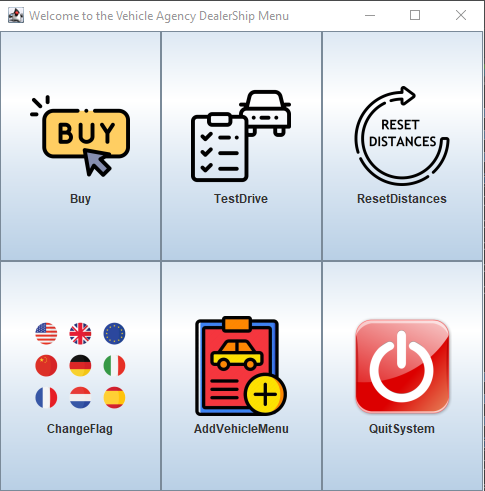 Welcome to the Vehicle Agency DealerShip Menu
BUY
Buy
TestDrive
RESET
DISTANCES
ResetDistances
ChangeFlag
AddVehicleMenu
QuitSystem